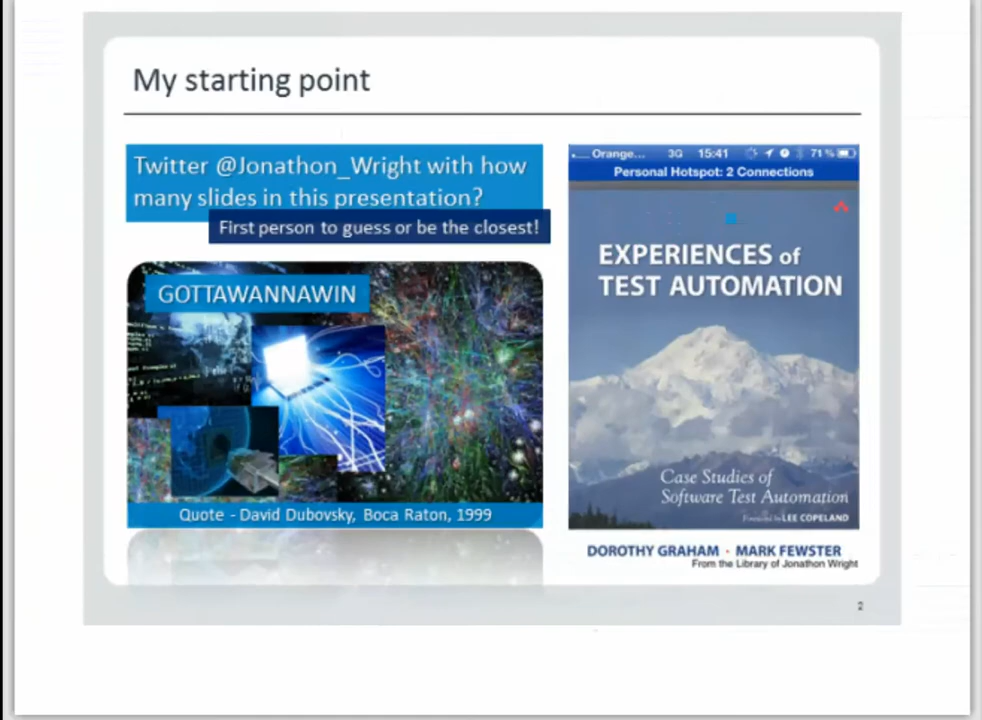 My starting point
Twitter @Jonathon_Wright with how
many slides in this presentation?
First person to guess or be the closest!
GOTTAWANNAWIN
Quote - David Dubovsky, Boca Raton, 1999
Orange... 3G 15:41 71%
Personal Hotspot: 2 Connections
EXPERIENCES of
TEST AUTOMATION
Case Studies of
Software Test Automation
Foreword by LEE COPELAND
DOROTHY GRAHAM · MARK FEWSTER
From the Library of Jonathon Wright
2